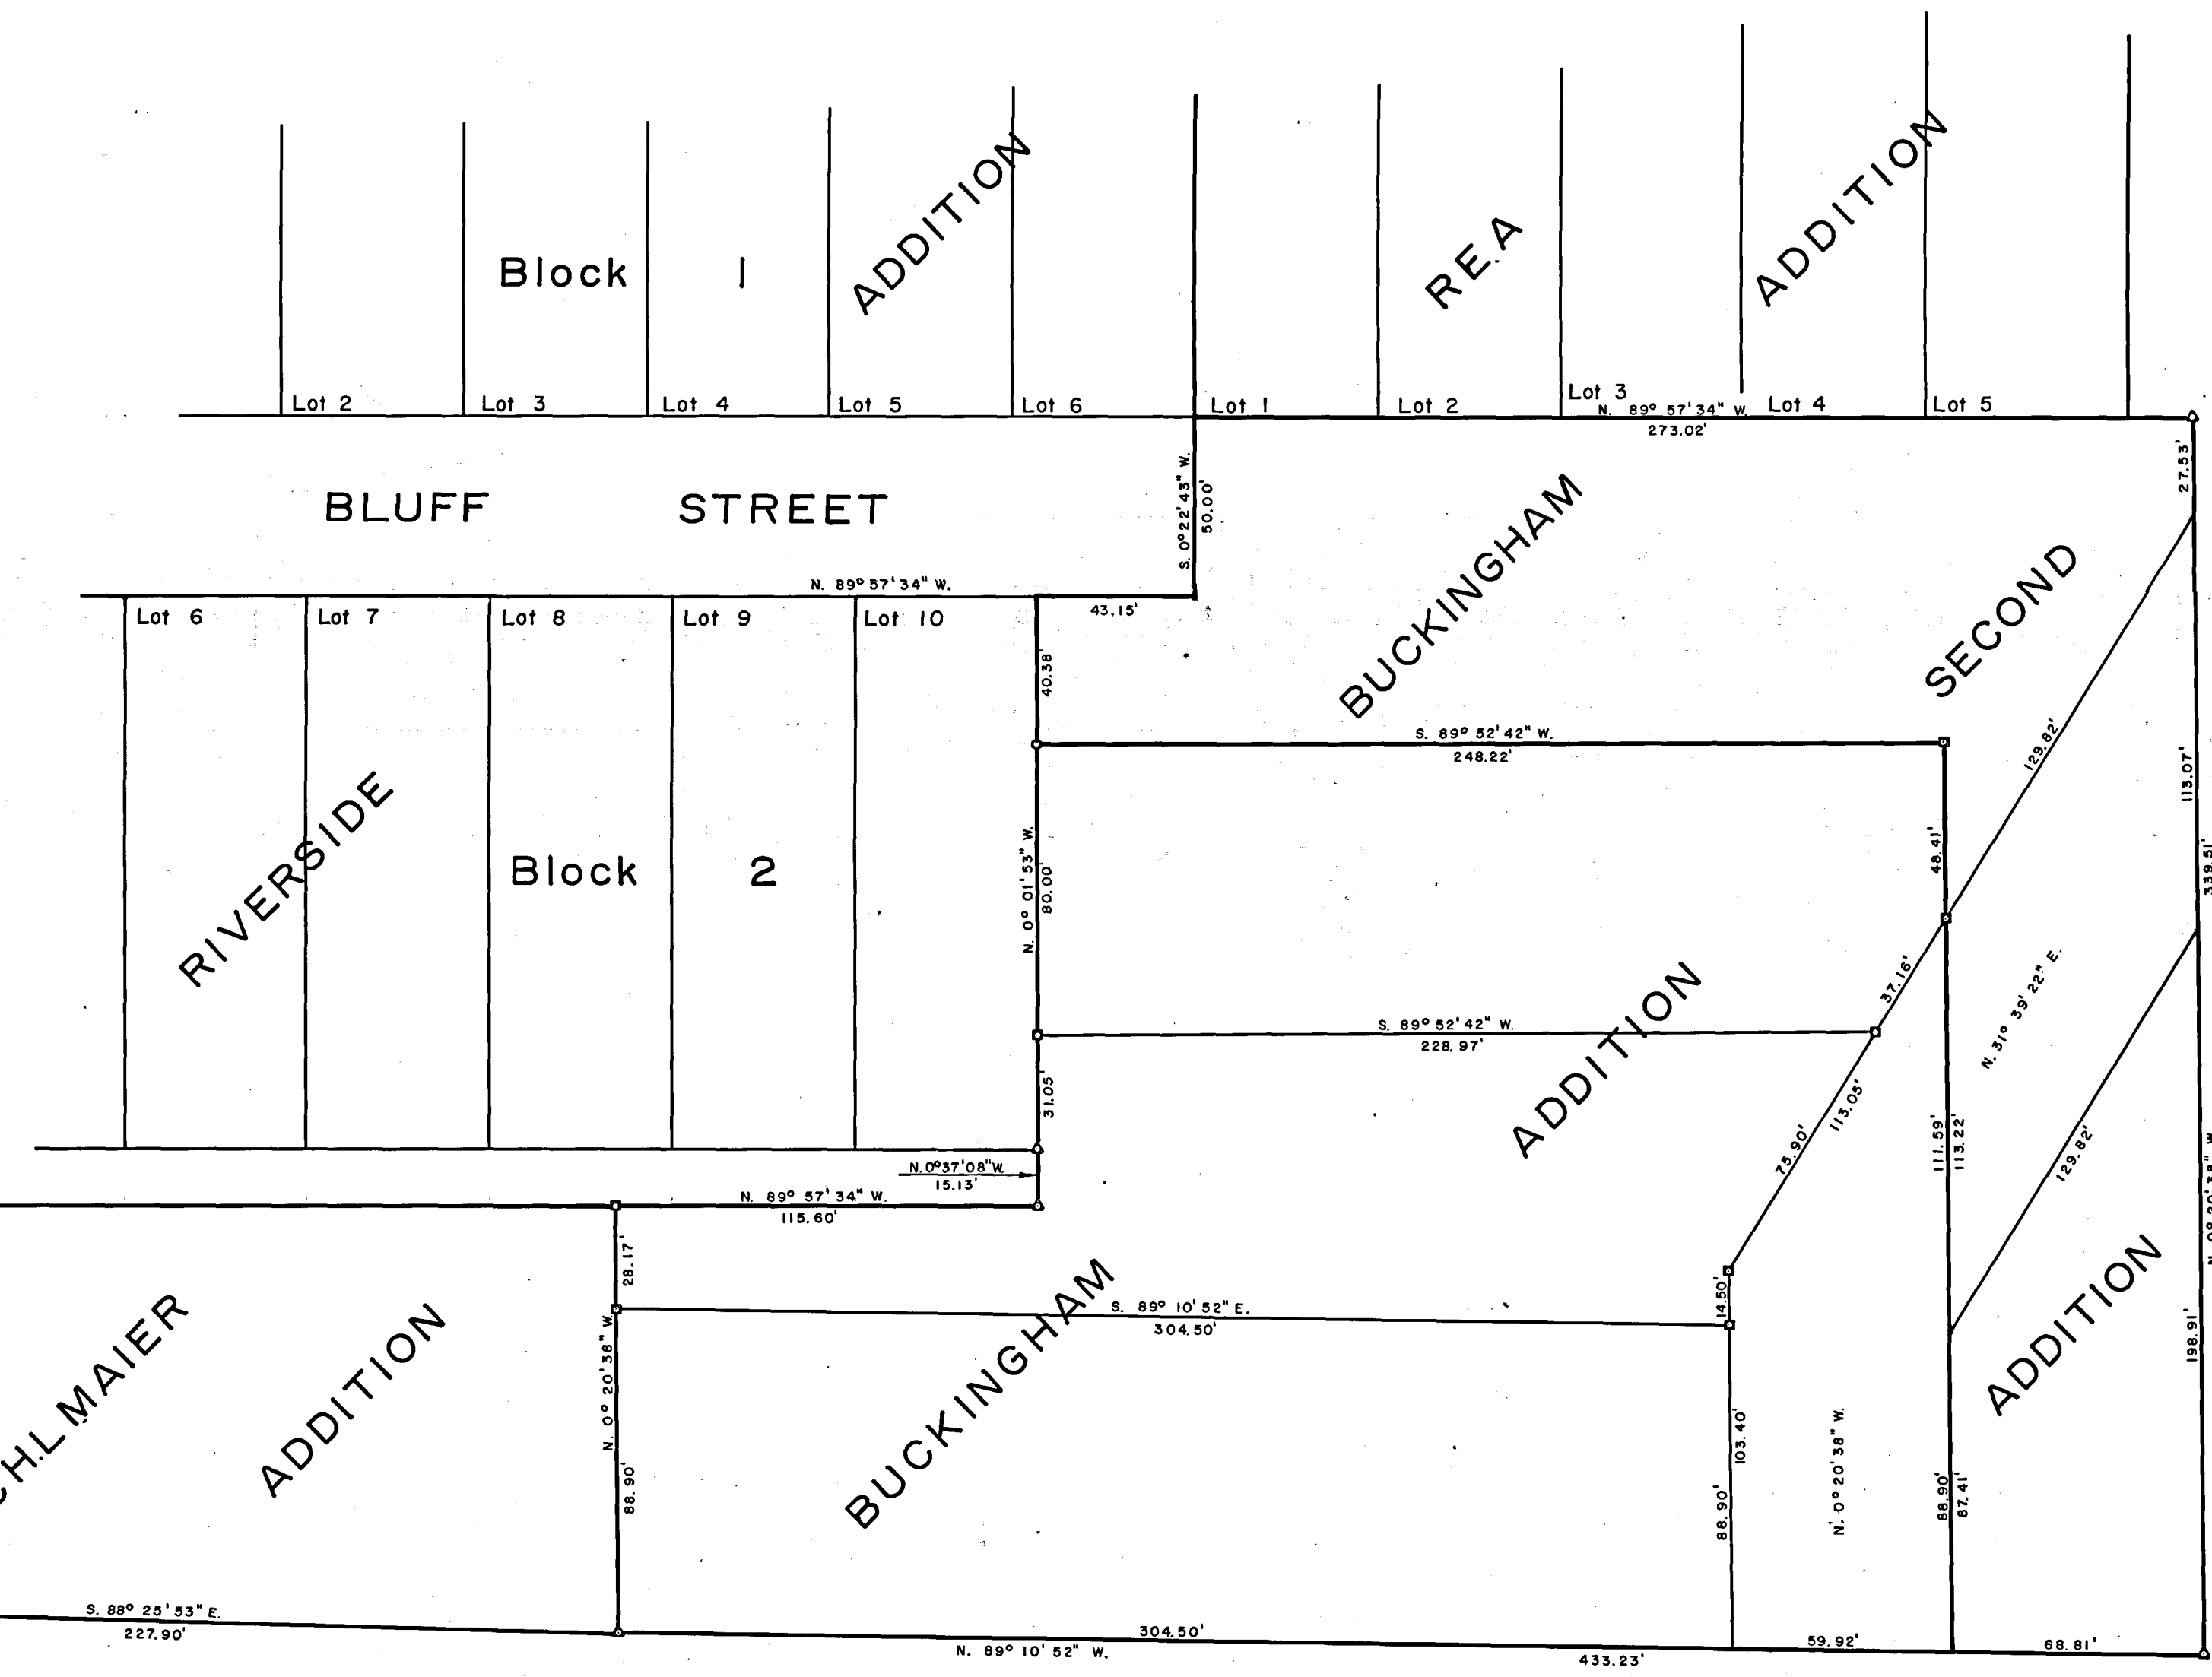 Block 1
ADDITION
REA
ADDITION
Lot 2
Lot 3
Lot 4
Lot 5
Lot 6
Lot 1
Lot 2
Lot 3
Lot 4
Lot 5
N. 89° 57' 34" W.
273.02'
27.53'
BLUFF STREET
S. 0° 22' 43" W.
50.00'
N. 89° 57' 34" W.
43.15'
Lot 6
Lot 7
Lot 8
Lot 9
Lot 10
40.38'
BUCKINGHAM
SECOND
ADDITION
S. 89° 52' 42" W.
248.22'
129.82'
113.07'
339.51'
RIVERSIDE
Block 2
N. 0° 01' 53" W.
80.00'
48.41'
37.16'
N. 31° 39' 22" E.
S. 89° 52' 42" W.
228.97'
ADDITION
31.05'
113.05'
75.90'
111.59'
113.22'
129.82'
N. 0° 37' 08" W.
15.13'
N. 89° 57' 34" W.
115.60'
28.17'
S. 89° 10' 52" E.
304.50'
14.50'
198.91'
HLMAIER
ADDITION
N. 0° 20' 38" W.
88.90'
BUCKINGHAM
103.40'
88.90'
N. 0° 20' 38" W.
88.90'
87.41'
S. 88° 25' 53" E.
227.90'
304.50'
N. 89° 10' 52" W.
433.23'
59.92'
68.81'